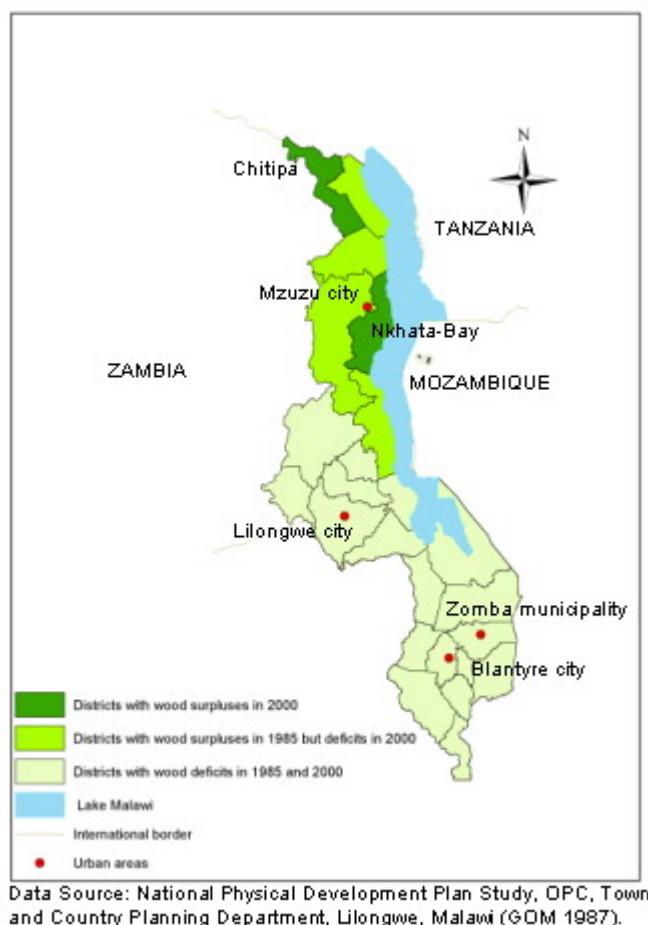 N
Chitipa
TANZANIA
Mzuzu city
Nkhata-Bay
ZAMBIA
MOZAMBIQUE
Lilongwe city
Zomba municipality
Blantyre city
Districts with wood surpluses in 2000
Districts with wood surpluses in 1985 but deficits in 2000
Districts with wood deficits in 1985 and 2000
Lake Malawi
International border
Urban areas
Data Source: National Physical Development Plan Study, OPC, Town
and Country Planning Department, Lilongwe, Malawi (GOM 1987).